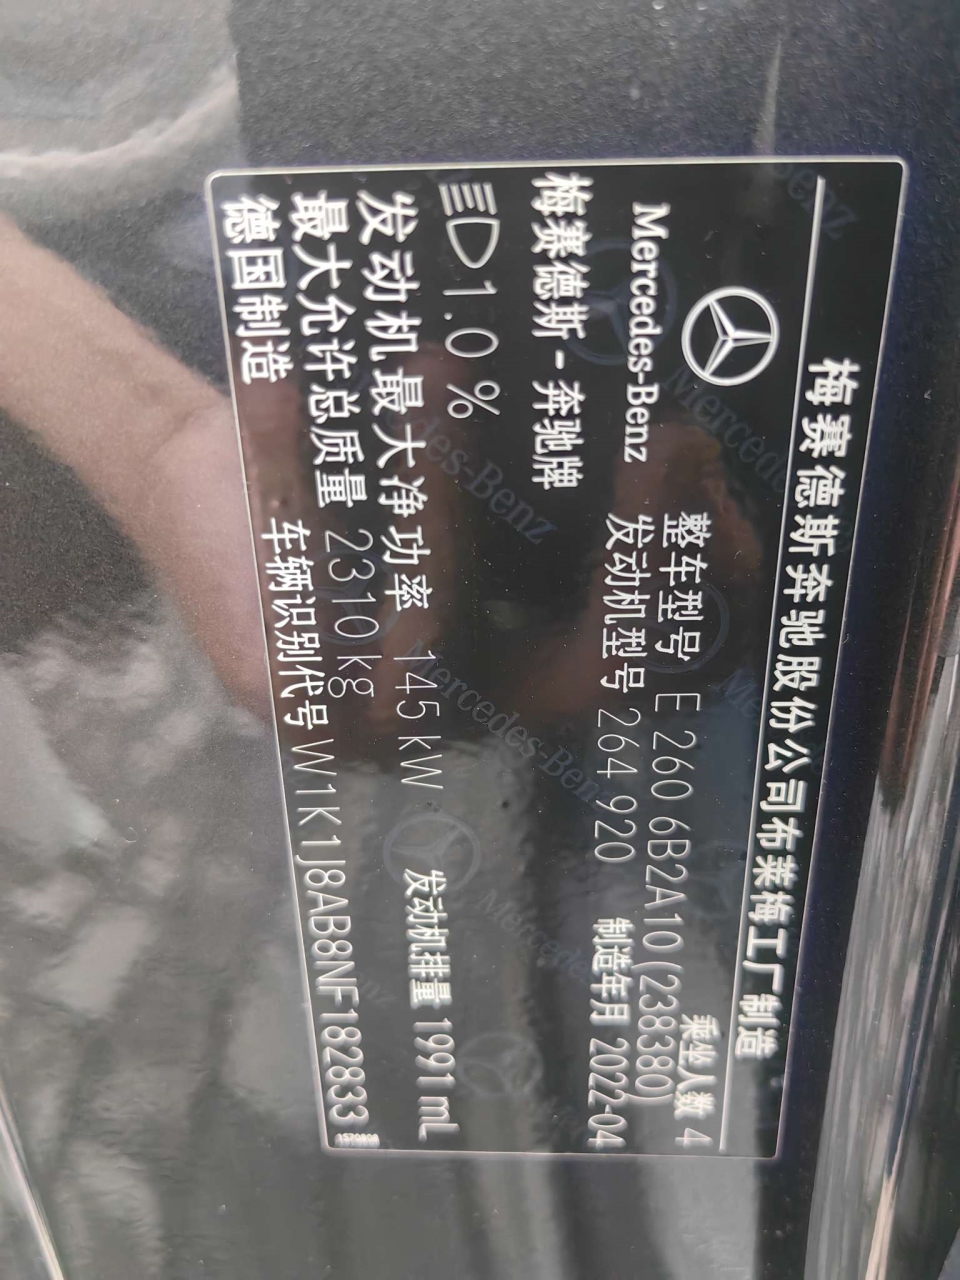 梅赛德斯奔驰股份公司布莱梅工厂制造
乘坐人数 4
Mercedes-Benz
整车型号 E 260 6B2A10 (238380)
发动机型号 264 920
制造年月 2022-04
梅赛德斯-奔驰牌
1.0 %
发动机最大净功率 145 kW
发动机排量 1991 mL
最大允许总质量 2310 kg
德国制造
车辆识别代号 W1K1J8AB8NF182833